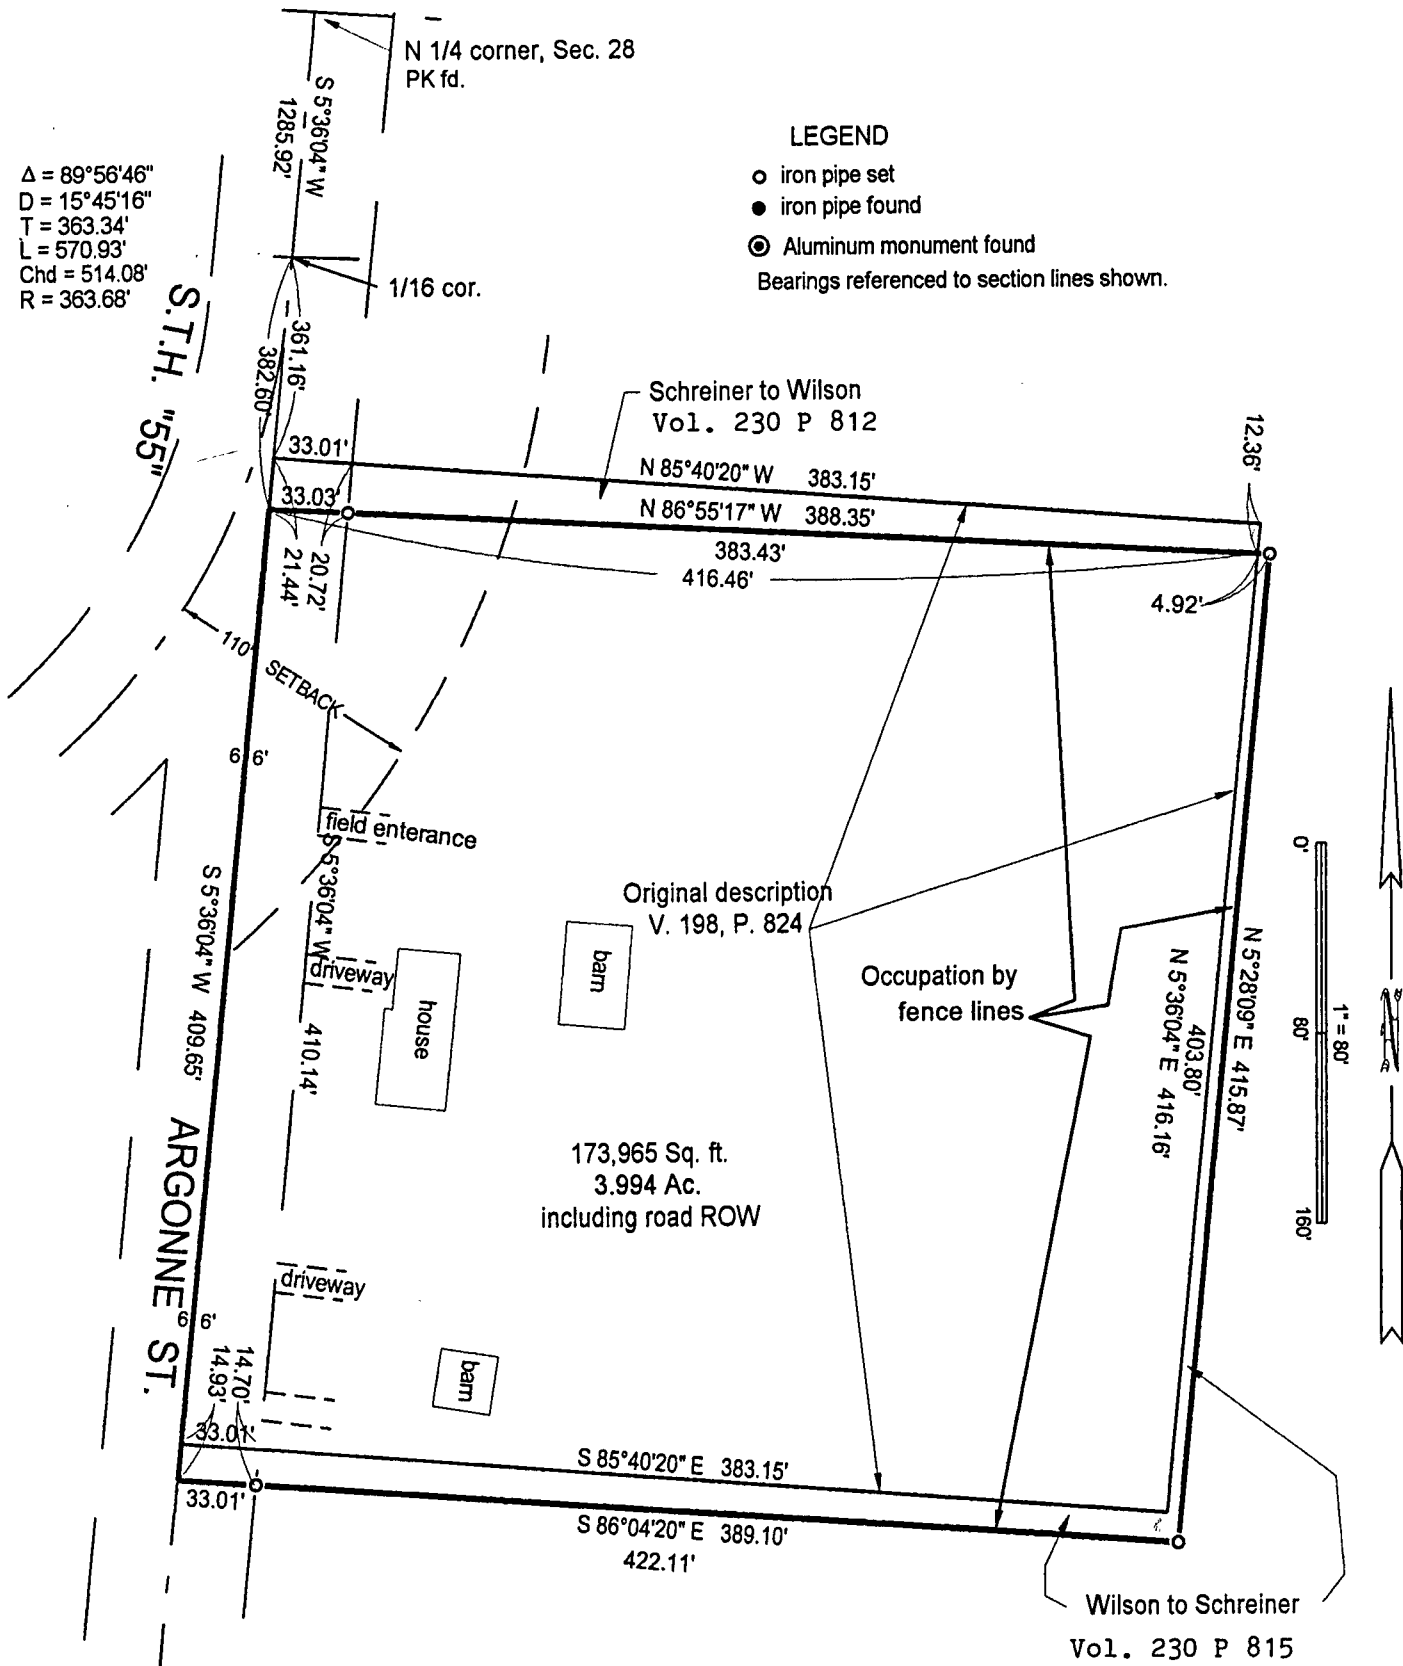 N 1/4 corner, Sec. 28
PK fd.
S 5°36'04" W
1285.92'
LEGEND
iron pipe set
iron pipe found
Aluminum monument found
Bearings referenced to section lines shown.
Δ = 89°56'46"
D = 15°45'16"
T = 363.34'
L = 570.93'
Chd = 514.08'
R = 363.68'
1/16 cor.
S.T.H. "55"
361.16'
382.60'
Schreiner to Wilson
Vol. 230 P 812
12.36'
33.01'
N 85°40'20" W 383.15'
33.03'
N 86°55'17" W 388.35'
383.43'
416.46'
20.72'
21.44'
4.92'
110'
SETBACK
66'
field enterance
S 5°36'04" W
410.14'
S 5°36'04" W 409.65'
Original description
V. 198, P. 824
barn
driveway
house
Occupation by
fence lines
N 5°28'09" E 415.87'
403.80'
N 5°36'04" E 416.16'
0'
80'
160'
1" = 80'
173,965 Sq. ft.
3.994 Ac.
including road ROW
ARGONNE ST.
driveway
66'
barn
14.70'
14.93'
33.01'
S 85°40'20" E 383.15'
33.01'
S 86°04'20" E 389.10'
422.11'
Wilson to Schreiner
Vol. 230 P 815